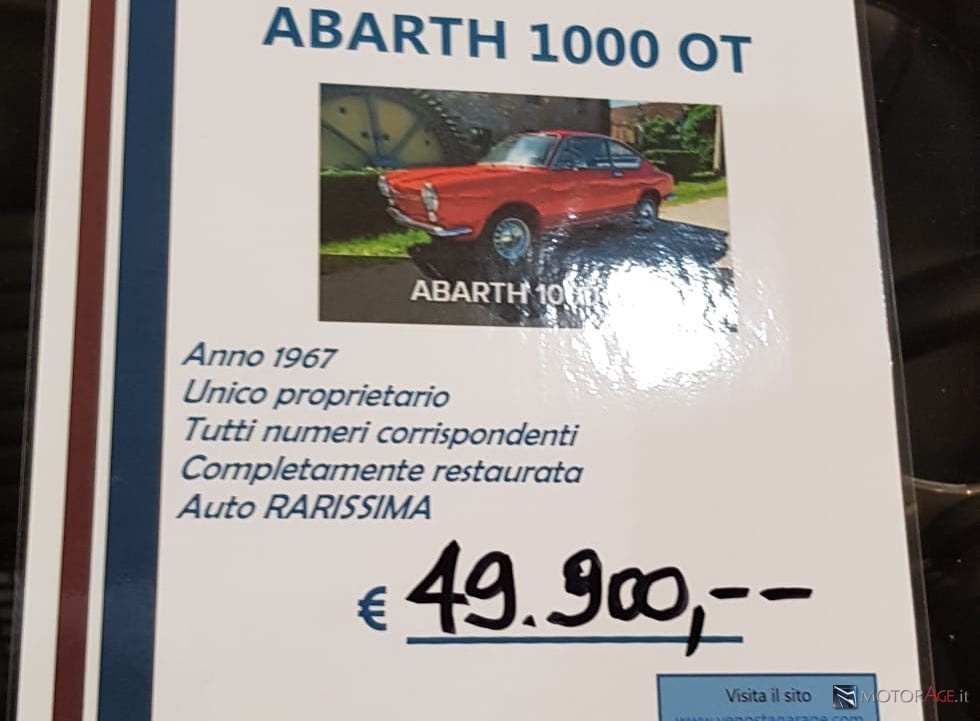 ABARTH 1000 OT
ABARTH 10
Anno 1967
Unico proprietario
Tutti numeri corrispondenti
Completamente restaurata
Auto RARISSIMA
€ 49.900,--
Visita il sito
MOTORAGE.it